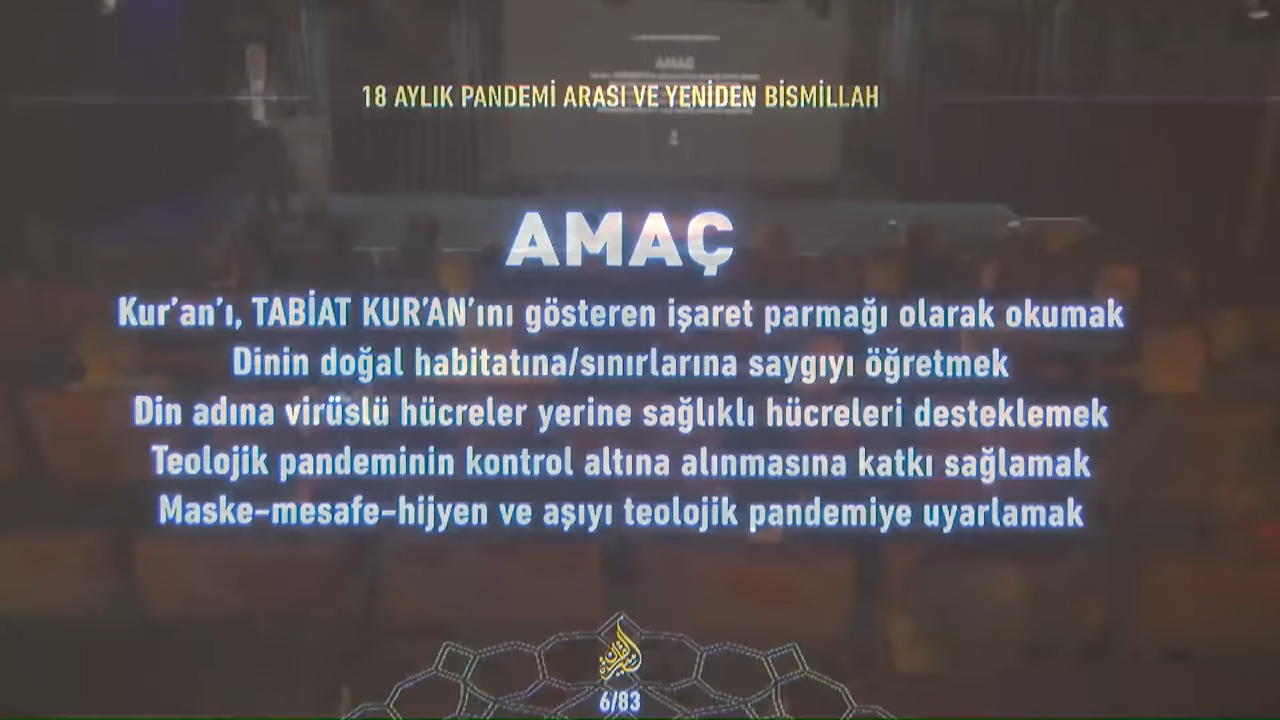 18 AYLIK PANDEMİ ARASI VE YENİDEN BİSMİLLAH
AMAÇ
AMAÇ
Kur’an’ı, TABİAT KUR’AN’ını gösteren işaret parmağı olarak okumak
Dinin doğal habitatına/sınırlarına saygıyı öğretmek
Din adına virüslü hücreler yerine sağlıklı hücreleri desteklemek
Teolojik pandeminin kontrol altına alınmasına katkı sağlamak
Maske-mesafe-hijyen ve aşıyı teolojik pandemiye uyarlamak
6/83